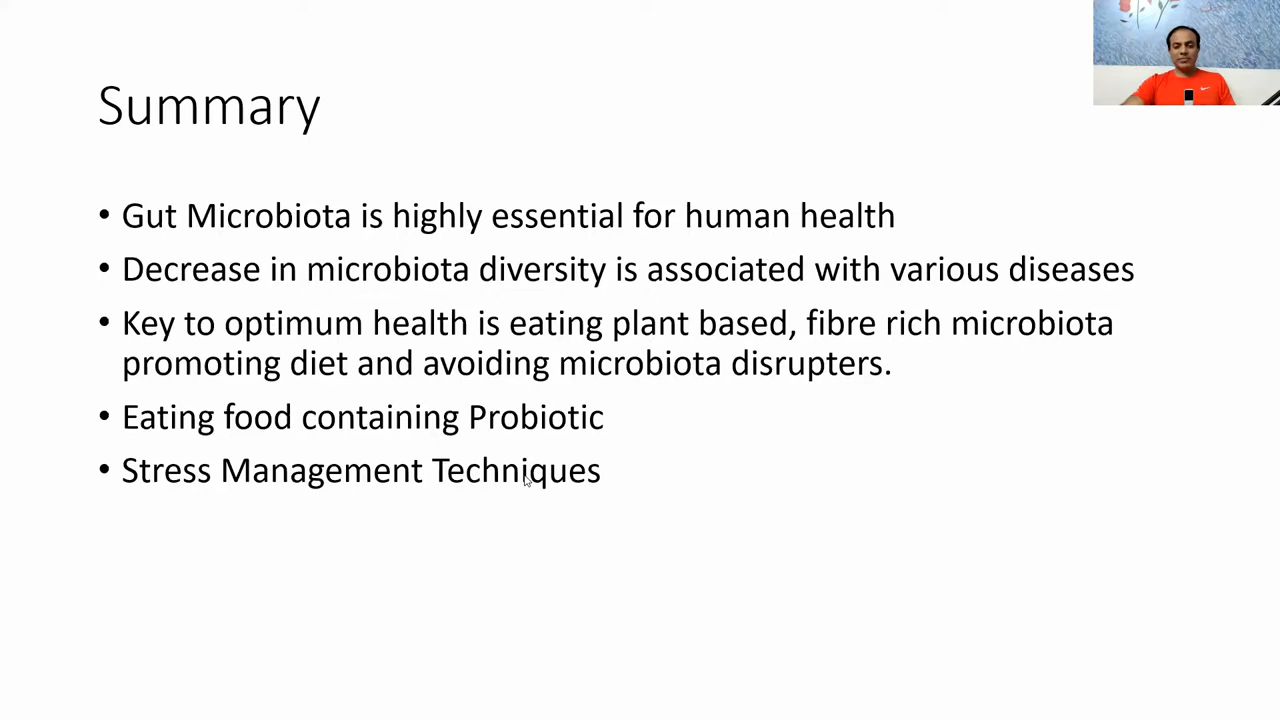 Summary
• Gut Microbiota is highly essential for human health
• Decrease in microbiota diversity is associated with various diseases
• Key to optimum health is eating plant based, fibre rich microbiota
promoting diet and avoiding microbiota disrupters.
• Eating food containing Probiotic
• Stress Management Techniques